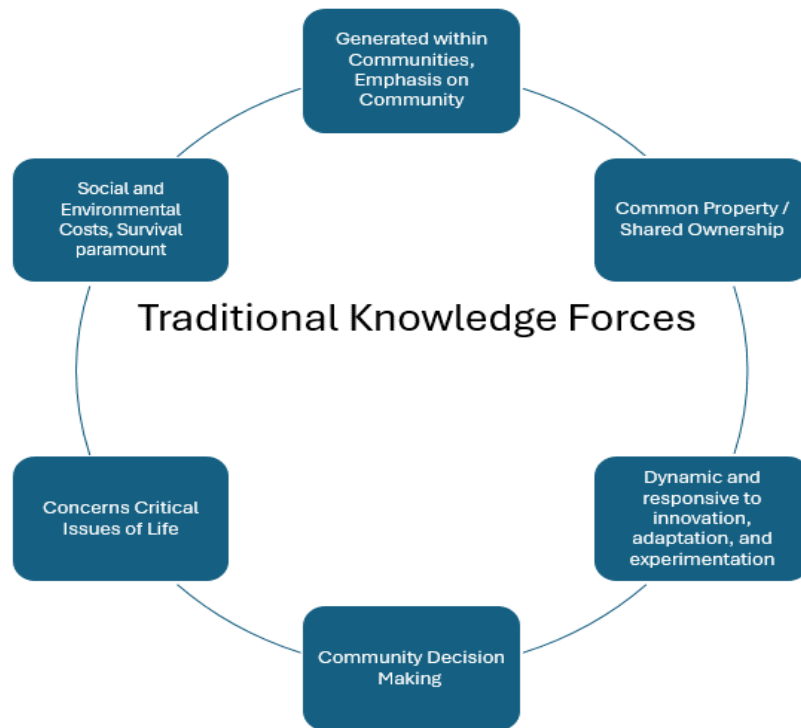 Generated within
Communities,
Emphasis on
Community
Social and
Environmental
Costs, Survival
paramount
Common Property /
Shared Ownership
Traditional Knowledge Forces
Concerns Critical
Issues of Life
Dynamic and
responsive to
innovation,
adaptation, and
experimentation
Community Decision
Making